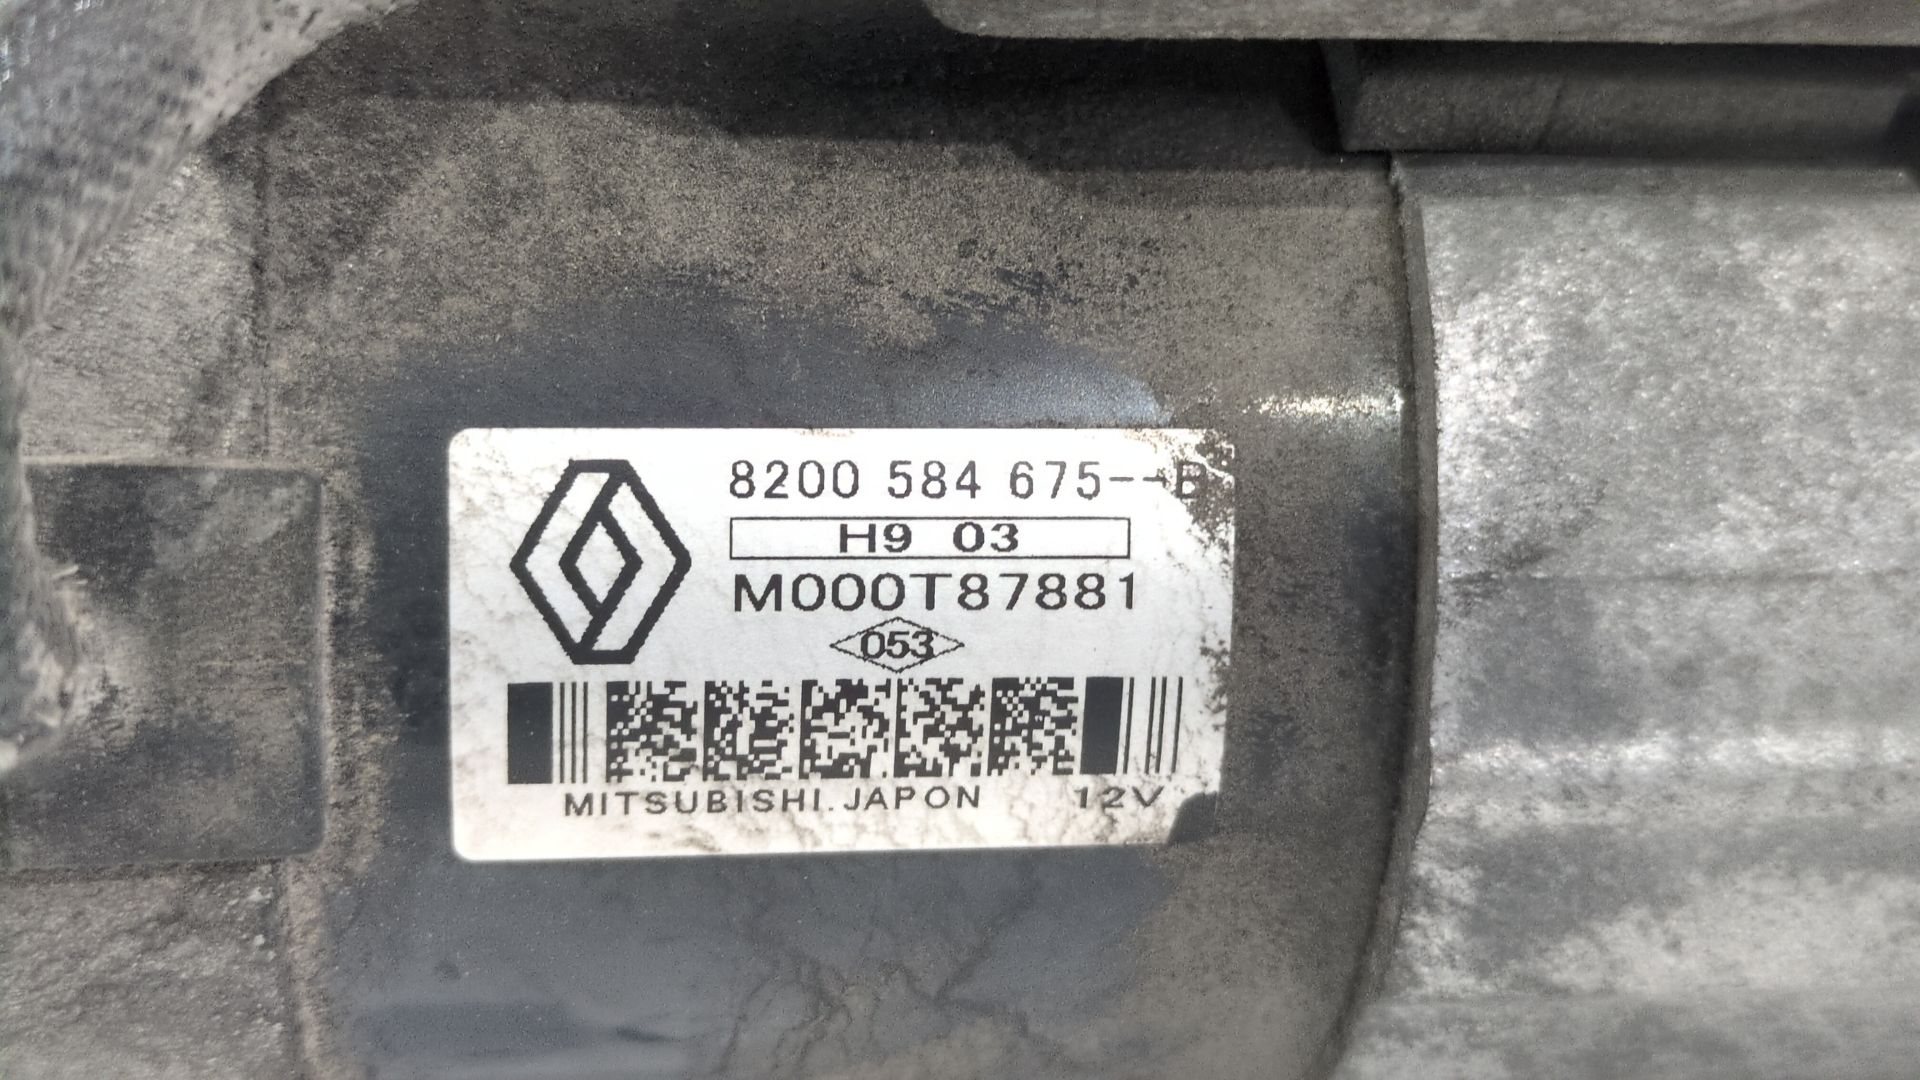 8200 584 675--B
H9 03
M000T87881
053
MITSUBISHI.JAPON 12V